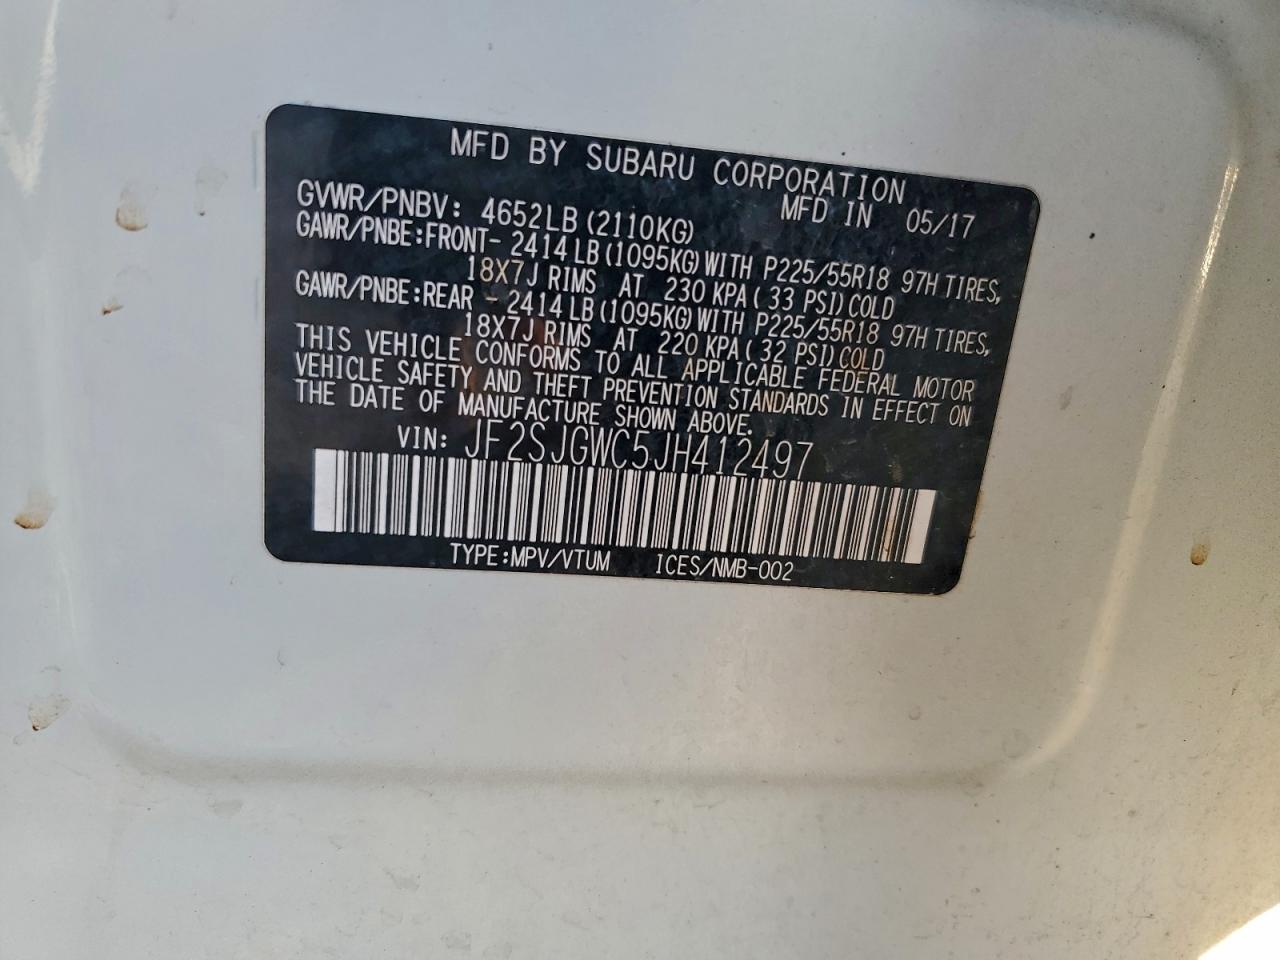 MFD BY SUBARU CORPORATION
MFD IN 05/17
GVWR/PNBV: 4652LB(2110KG)
GAWR/PNBE:FRONT- 2414LB(1095KG)WITH P225/55R18 97H TIRES,
18X7J RIMS AT 230 KPA(33 PSI)COLD
GAWR/PNBE:REAR - 2414LB(1095KG)WITH P225/55R18 97H TIRES,
18X7J RIMS AT 220 KPA(32 PSI)COLD
THIS VEHICLE CONFORMS TO ALL APPLICABLE FEDERAL MOTOR
VEHICLE SAFETY AND THEFT PREVENTION STANDARDS IN EFFECT ON
THE DATE OF MANUFACTURE SHOWN ABOVE.
VIN: JF2SJGWC5JH412497
TYPE:MPV/VTUM ICES/NMB-002